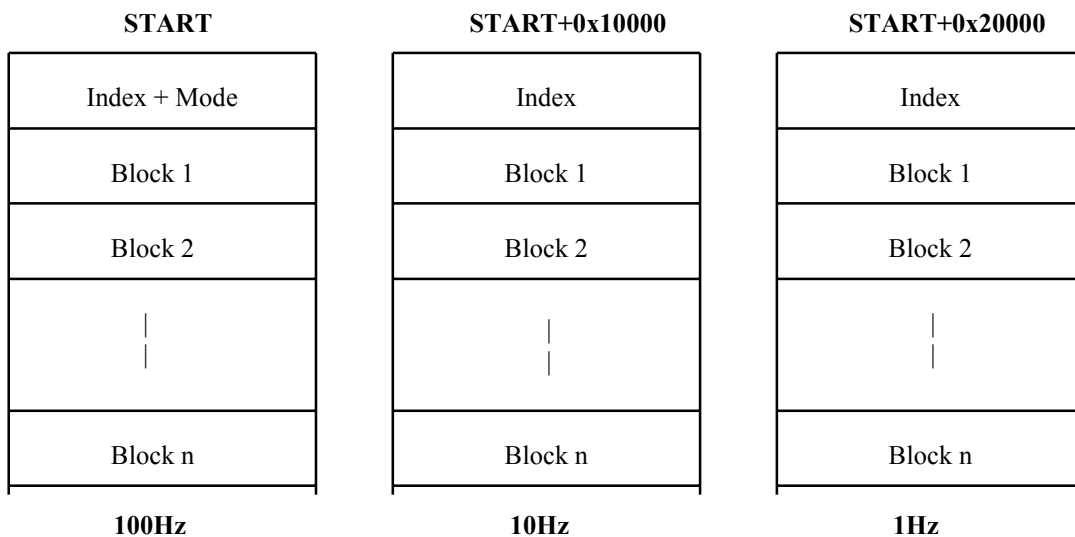 START START+0x10000 START+0x20000
Index + Mode Index Index
Block 1 Block 1 Block 1
Block 2 Block 2 Block 2
Block n Block n Block n
100Hz 10Hz 1Hz